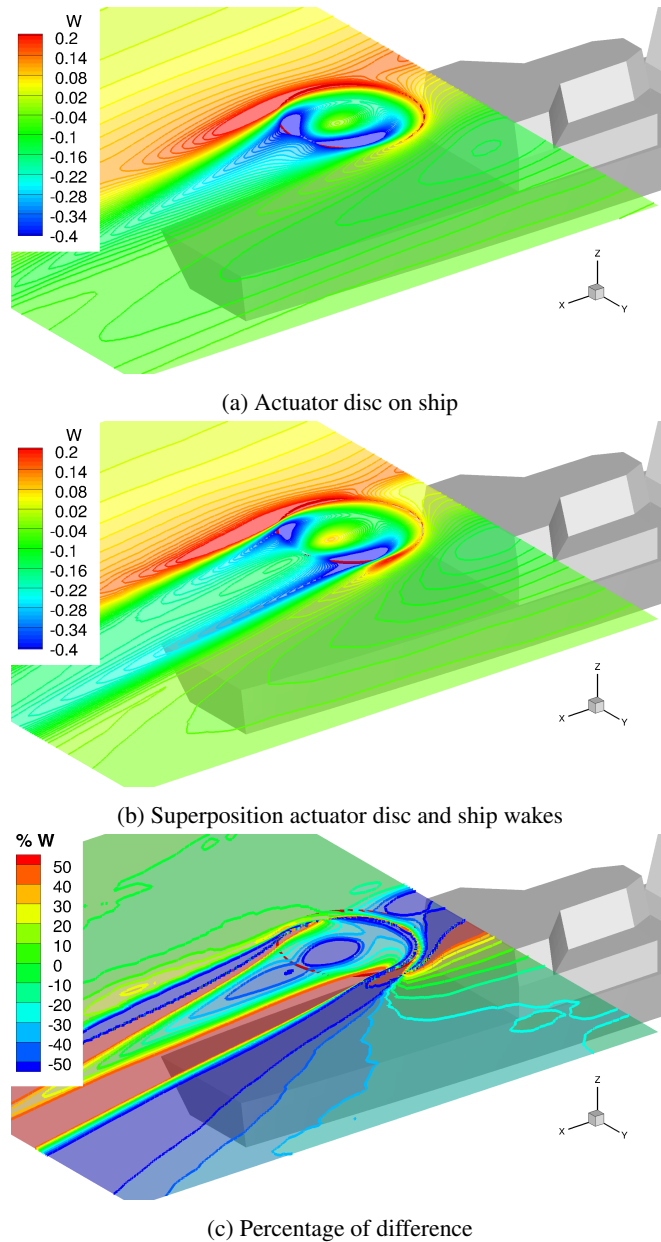 W
0.2
0.14
0.08
0.02
-0.04
-0.1
-0.16
-0.22
-0.28
-0.34
-0.4
Z
X
Y
(a) Actuator disc on ship
W
0.2
0.14
0.08
0.02
-0.04
-0.1
-0.16
-0.22
-0.28
-0.34
-0.4
Z
X
Y
(b) Superposition actuator disc and ship wakes
% W
50
40
30
20
10
0
-10
-20
-30
-40
-50
Z
X
Y
(c) Percentage of difference